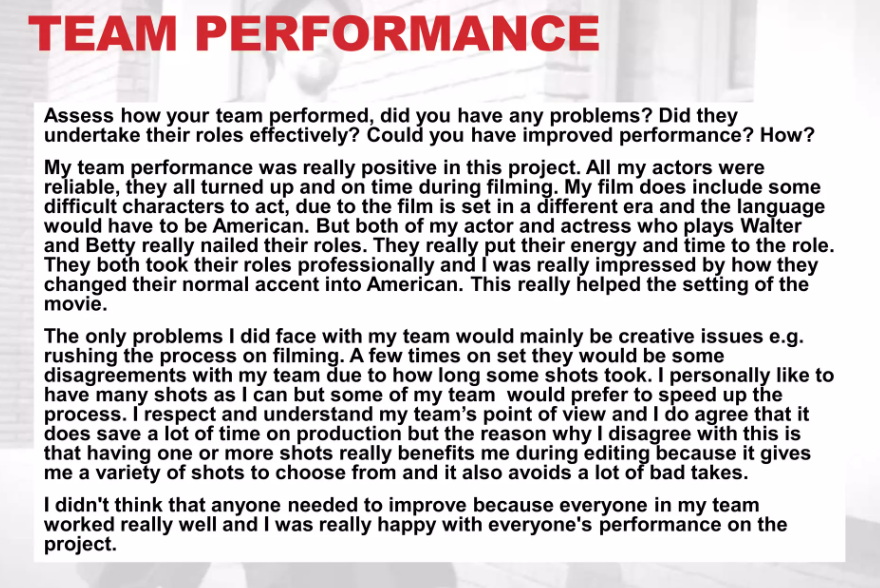 TEAM PERFORMANCE
Assess how your team performed, did you have any problems? Did they
undertake their roles effectively? Could you have improved performance? How?
My team performance was really positive in this project. All my actors were
reliable, they all turned up and on time during filming. My film does include some
difficult characters to act, due to the film is set in a different era and the language
would have to be American. But both of my actor and actress who plays Walter
and Betty really nailed their roles. They really put their energy and time to the role.
They both took their roles professionally and I was really impressed by how they
changed their normal accent into American. This really helped the setting of the
movie.
The only problems I did face with my team would mainly be creative issues e.g.
rushing the process on filming. A few times on set they would be some
disagreements with my team due to how long some shots took. I personally like to
have many shots as I can but some of my team  would prefer to speed up the
process. I respect and understand my team’s point of view and I do agree that it
does save a lot of time on production but the reason why I disagree with this is
that having one or more shots really benefits me during editing because it gives
me a variety of shots to choose from and it also avoids a lot of bad takes.
I didn't think that anyone needed to improve because everyone in my team
worked really well and I was really happy with everyone's performance on the
project.